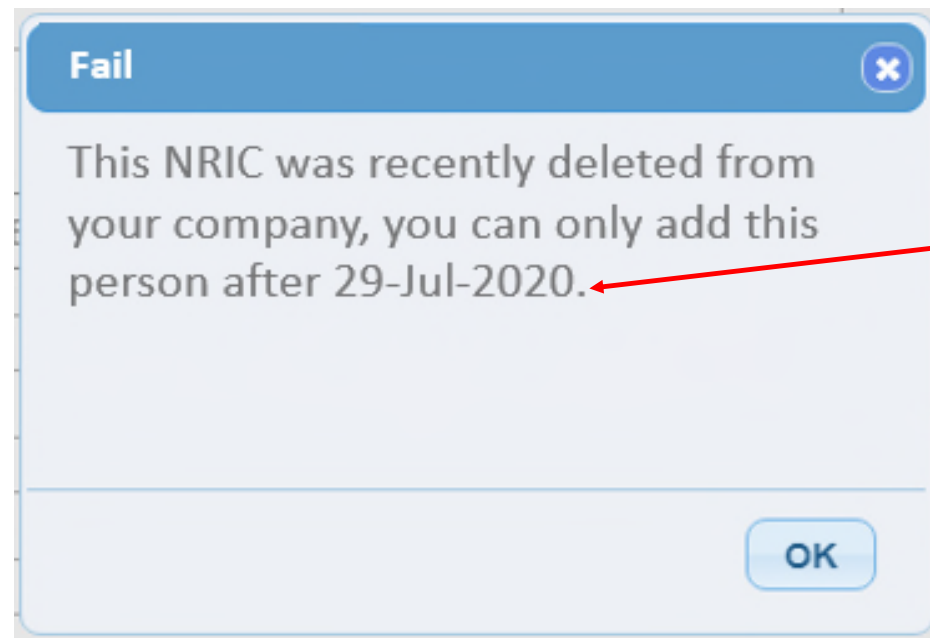 Fail
This NRIC was recently deleted from
your company, you can only add this
person after 29-Jul-2020.
OK